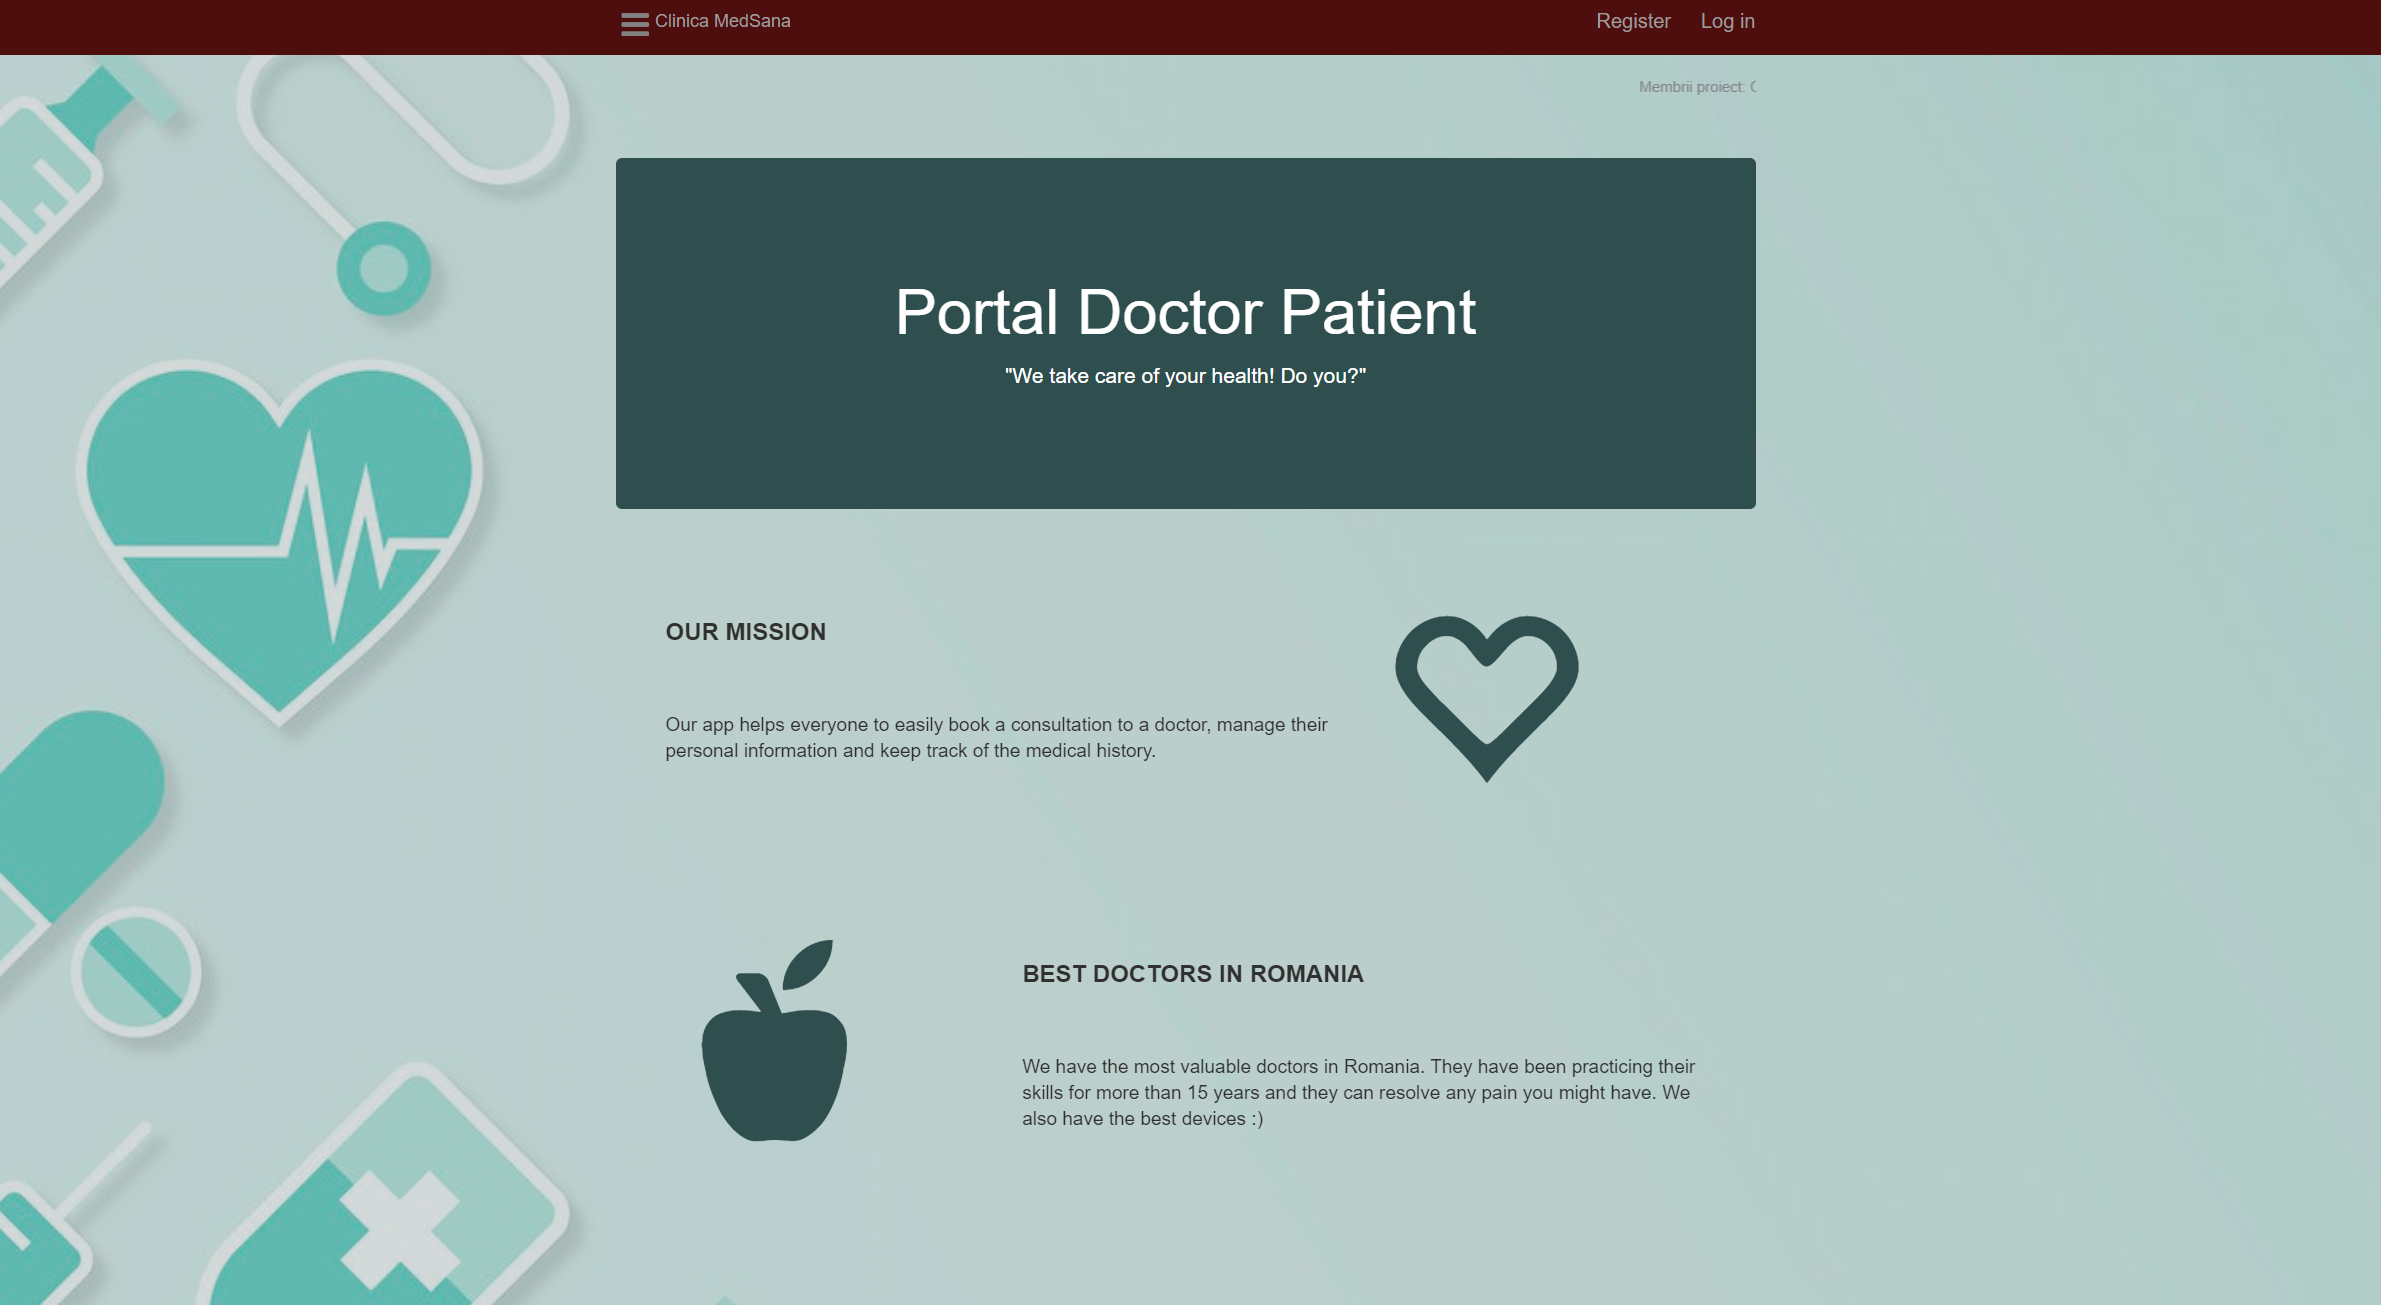 Clinica MedSana
Register
Log in
Membrii proiect:
Portal Doctor Patient
"We take care of your health! Do you?"
OUR MISSION
Our app helps everyone to easily book a consultation to a doctor, manage their
personal information and keep track of the medical history.
BEST DOCTORS IN ROMANIA
We have the most valuable doctors in Romania. They have been practicing their
skills for more than 15 years and they can resolve any pain you might have. We
also have the best devices :)